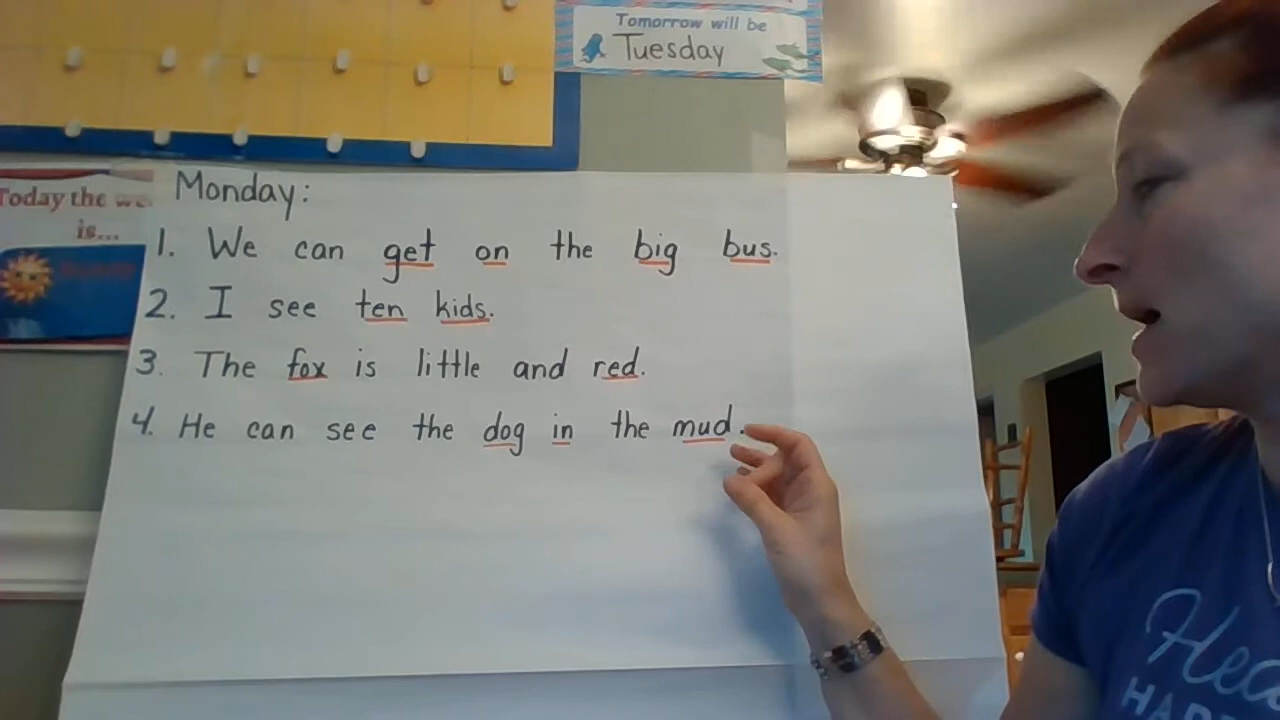 Tomorrow will be
Tuesday
Today the
is...
Monday:
1. We can get on the big bus.
2. I see ten kids.
3. The fox is little and red.
4. He can see the dog in the mud.